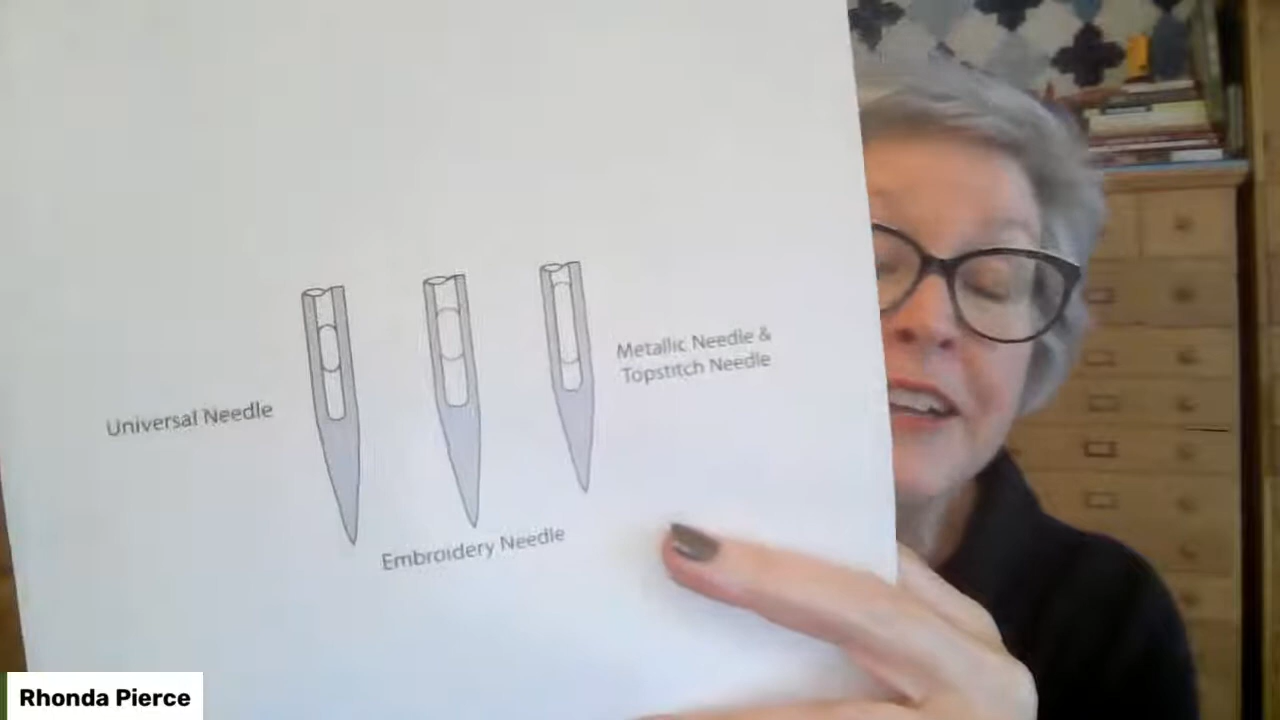 Metallic Needle &
Topstitch Needle
Universal Needle
Embroidery Needle
Rhonda Pierce